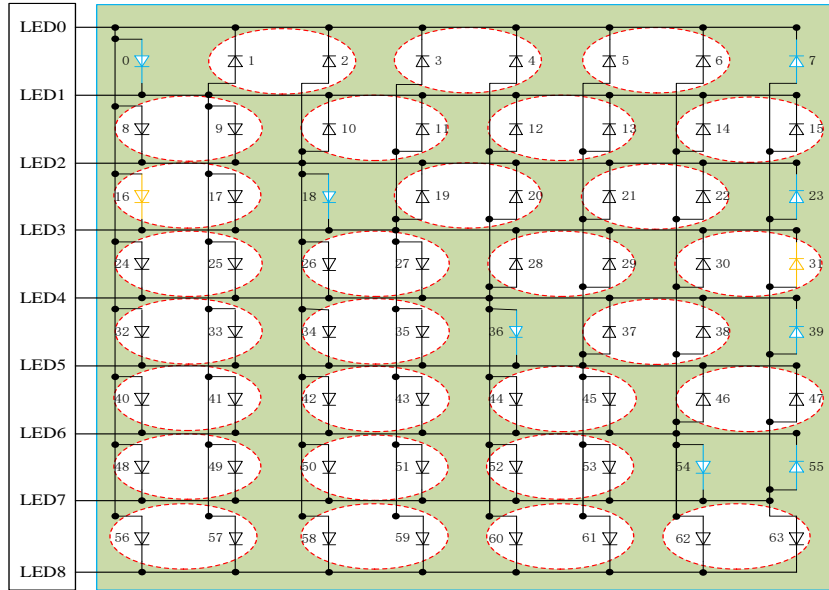 LED0
0 1 2 3 4 5 6 7
LED1
8 9 10 11 12 13 14 15
LED2
16 17 18 19 20 21 22 23
LED3
24 25 26 27 28 29 30 31
LED4
32 33 34 35 36 37 38 39
LED5
40 41 42 43 44 45 46 47
LED6
48 49 50 51 52 53 54 55
LED7
56 57 58 59 60 61 62 63
LED8